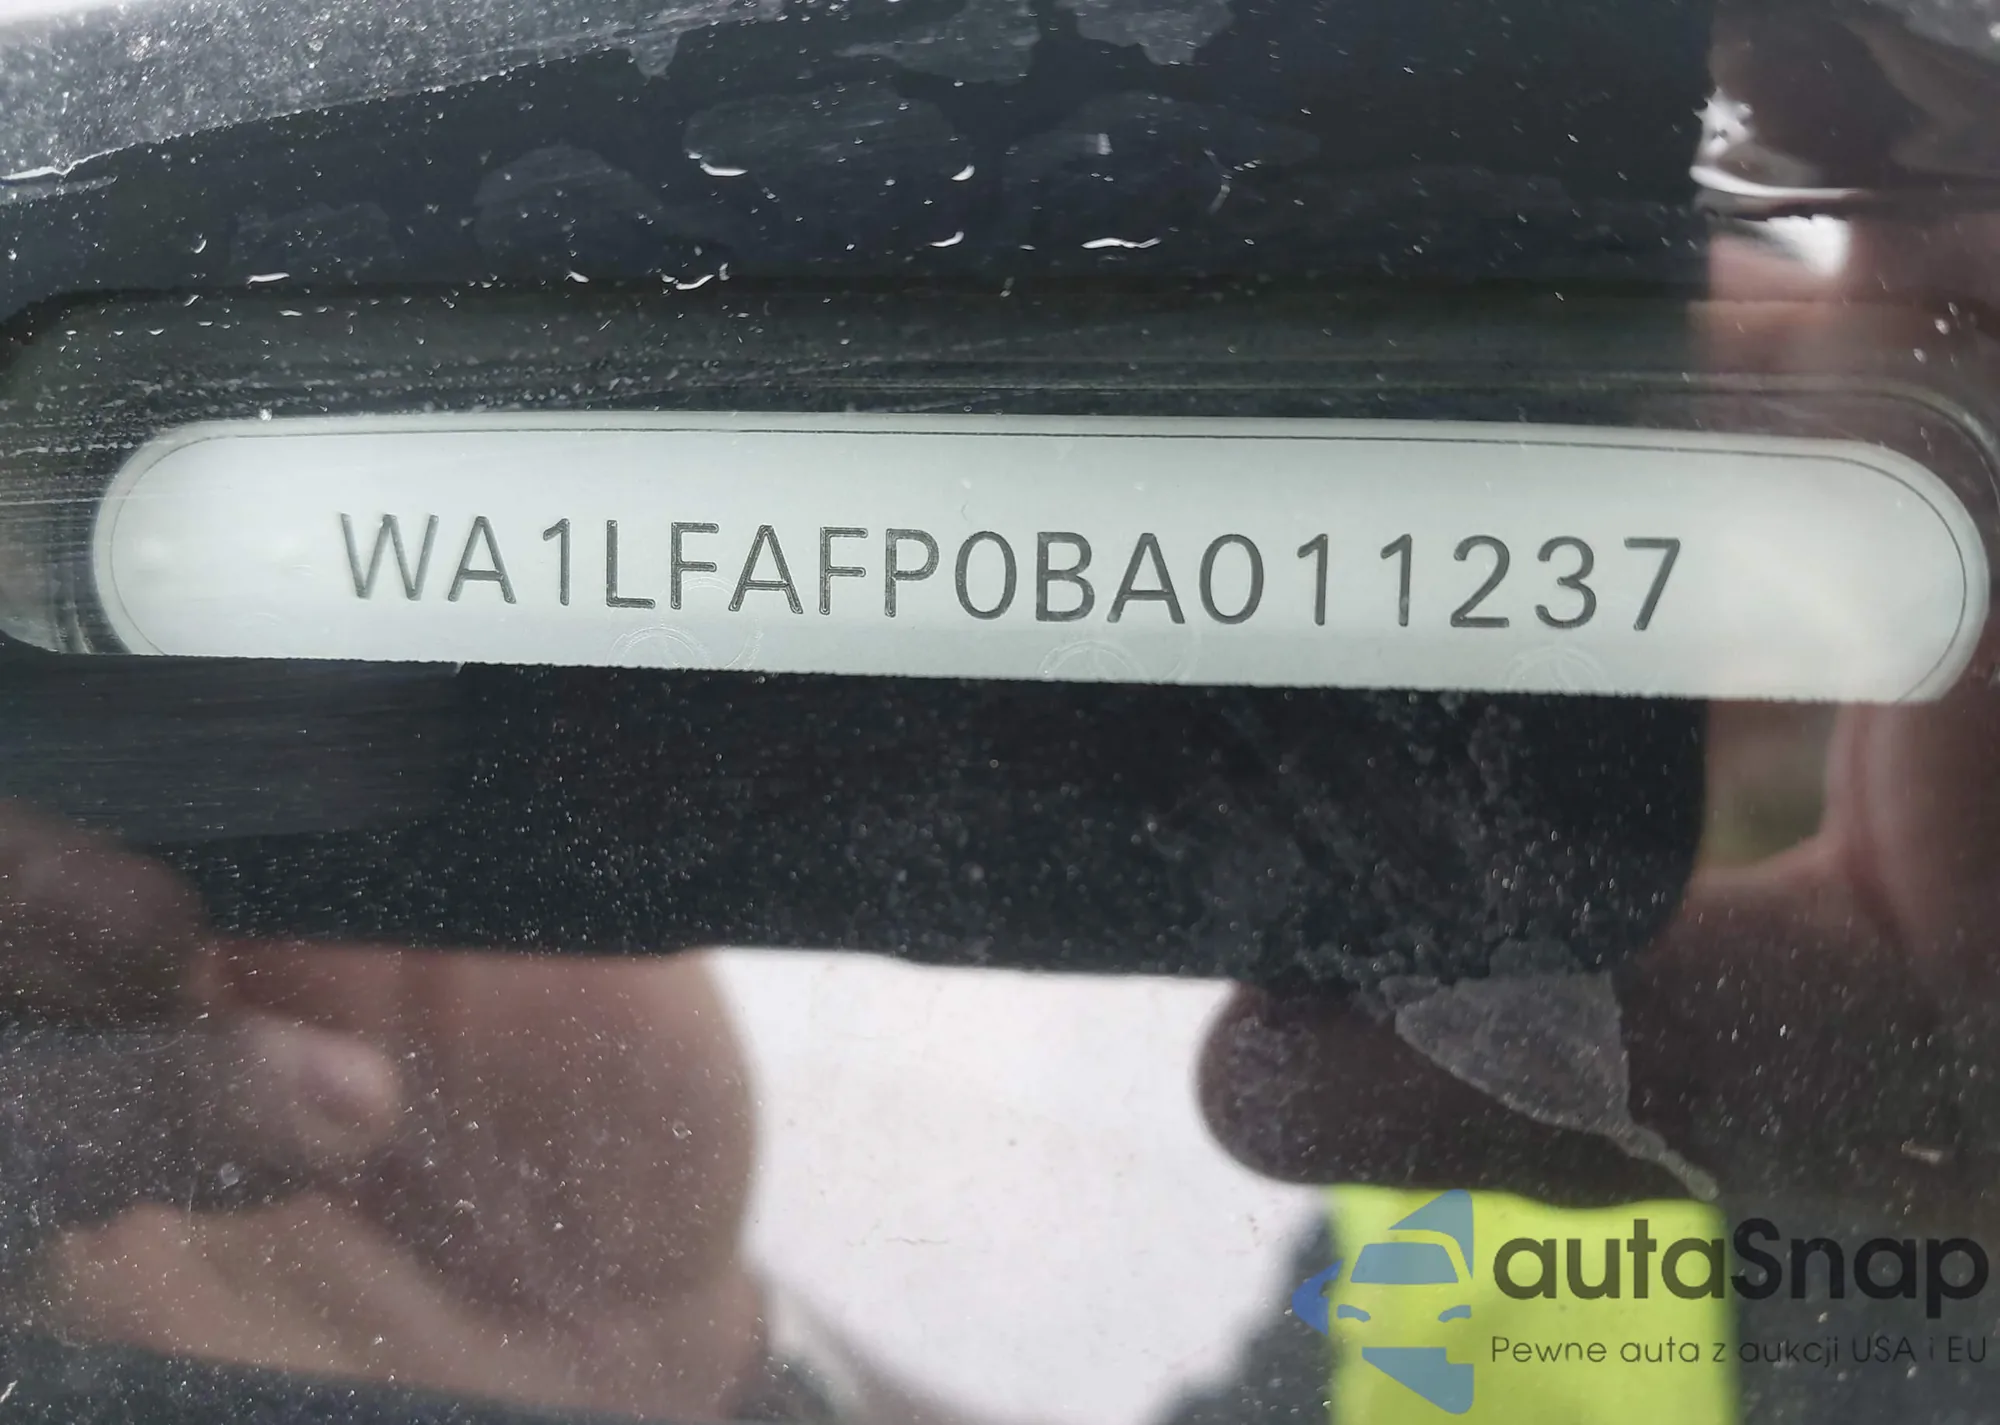 WA1LFAFP0BA011237
autaSnap
Pewne auta z aukcji USA i EU